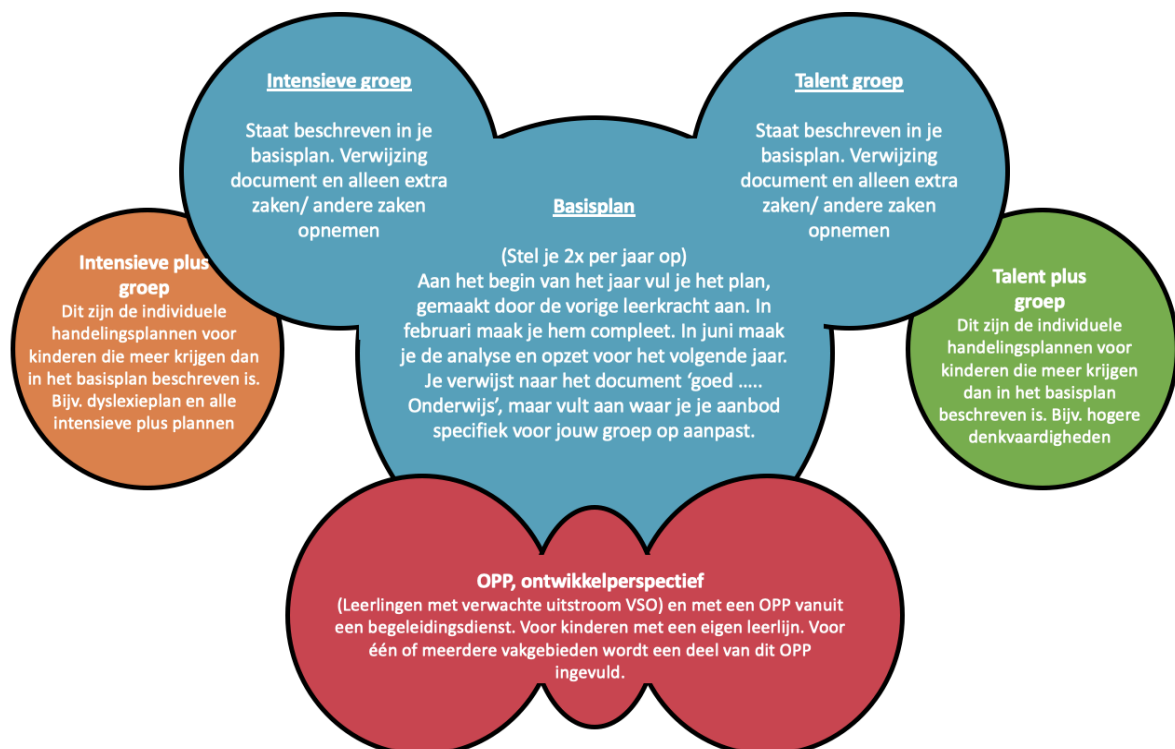 Intensieve groep
Staat beschreven in je
basisplan. Verwijzing
document en alleen extra
zaken/ andere zaken
opnemen
Talent groep
Staat beschreven in je
basisplan. Verwijzing
document en alleen extra
zaken/ andere zaken
opnemen
Basisplan
(Stel je 2x per jaar op)
Aan het begin van het jaar vul je het plan,
gemaakt door de vorige leerkracht aan. In
februari maak je hem compleet. In juni maak
je de analyse en opzet voor het volgende jaar.
Je verwijst naar het document ‘goed .....
Onderwijs’, maar vult aan waar je je aanbod
specifiek voor jouw groep op aanpast.
Intensieve plus
groep
Dit zijn de individuele
handelingsplannen voor
kinderen die meer krijgen dan
in het basisplan beschreven is.
Bijv. dyslexieplan en alle
intensieve plus plannen
Talent plus
groep
Dit zijn de individuele
handelingsplannen voor
kinderen die meer krijgen
dan in het basisplan
beschreven is. Bijv. hogere
denkvaardigheden
OPP, ontwikkelperspectief
(Leerlingen met verwachte uitstroom VSO) en met een OPP vanuit
een begeleidingsdienst. Voor kinderen met een eigen leerlijn. Voor
één of meerdere vakgebieden wordt een deel van dit OPP
ingevuld.